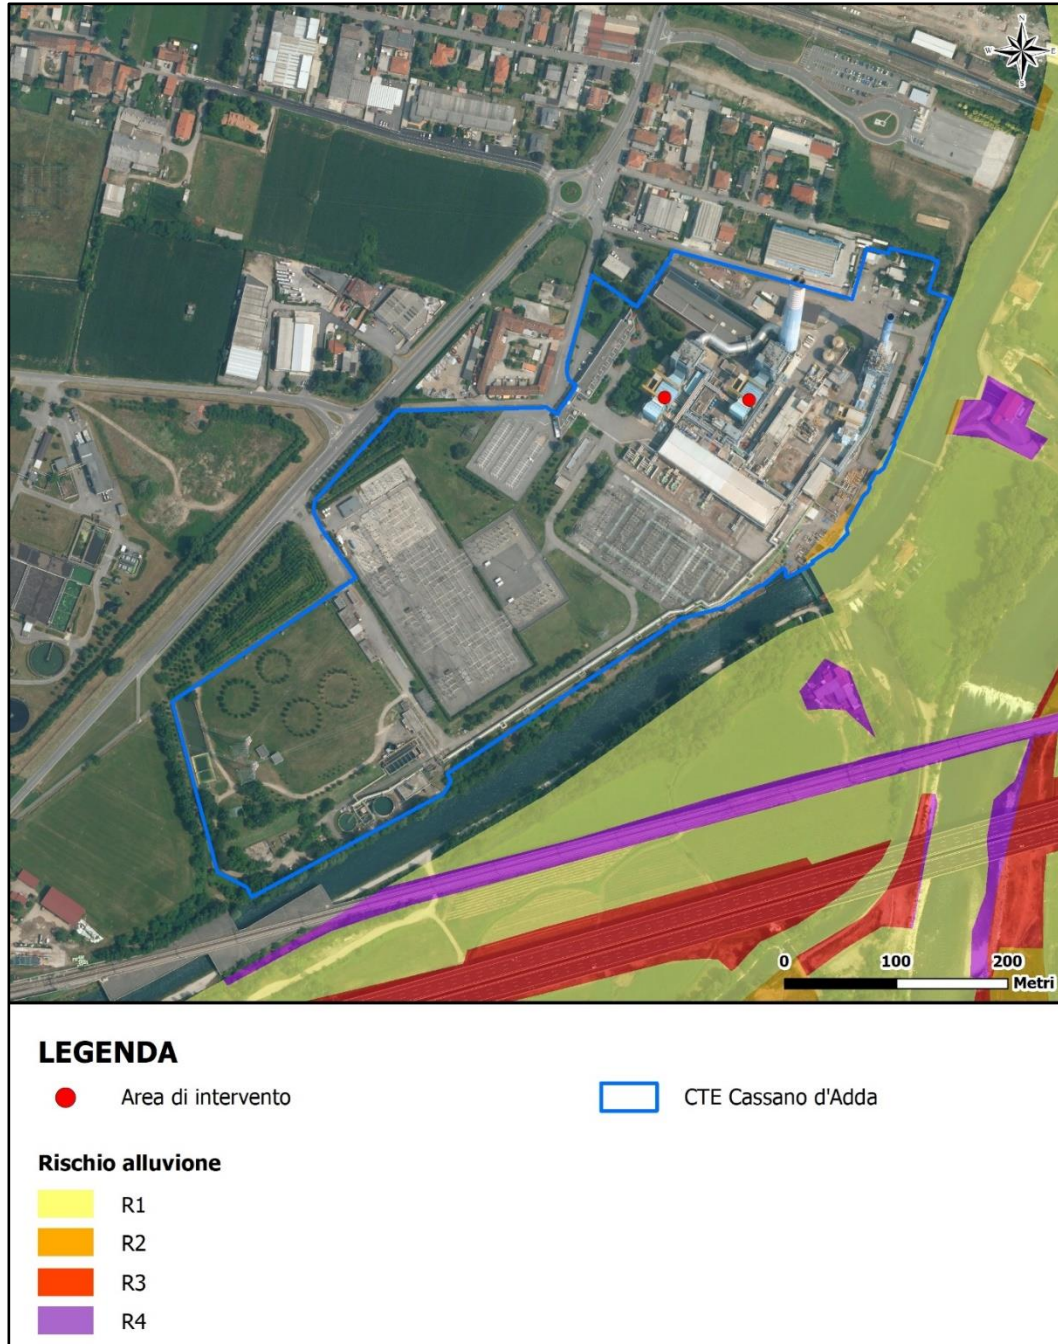 N
W E
S
0 100 200
Metri
LEGENDA
Area di intervento
CTE Cassano d'Adda
Rischio alluvione
R1
R2
R3
R4